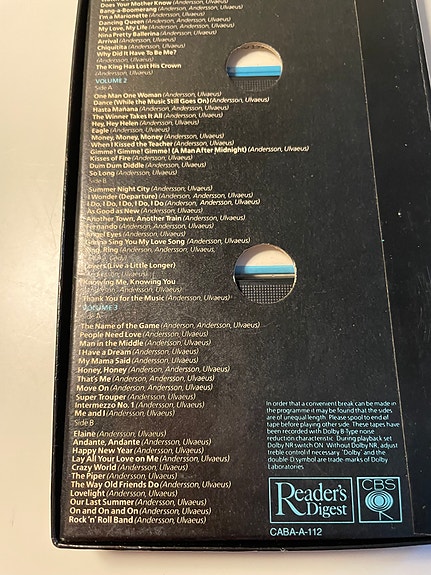 Does Your Mother Know (Andersson, Ulvaeus)
Bang-a-Boomerang (Anderson, Andersson, Ulvaeus)
I'm a Marionette (Andersson, Ulvaeus)
Dancing Queen (Anderson, Andersson, Ulvaeus)
My Love, My Life (Anderson, Andersson, Ulvaeus)
Nina Pretty Ballerina (Andersson, Ulvaeus)
Arrival (Andersson, Ulvaeus)
Chiquitita (Andersson, Ulvaeus)
Why Did It Have To Be Me?
(Andersson, Ulvaeus)
The King Has Lost His Crown
(Andersson, Ulvaeus)
VOLUME 2
Side A
One Man One Woman (Andersson, Ulvaeus)
Dance (While the Music Still Goes On) (Andersson, Ulvaeus)
Hasta Mañana (Anderson, Andersson, Ulvaeus)
The Winner Takes It All (Andersson, Ulvaeus)
Hey, Hey Helen (Andersson, Ulvaeus)
Eagle (Andersson, Ulvaeus)
Money, Money, Money (Andersson, Ulvaeus)
When I Kissed the Teacher (Andersson, Ulvaeus)
Gimme! Gimme! Gimme! (A Man After Midnight) (Andersson, Ulvaeus)
Kisses of Fire (Andersson, Ulvaeus)
Dum Dum Diddle (Andersson, Ulvaeus)
So Long (Andersson, Ulvaeus)
Side B
Summer Night City (Andersson, Ulvaeus)
I Wonder (Departure) (Anderson, Andersson, Ulvaeus)
I Do, I Do, I Do, I Do, I Do (Anderson, Andersson, Ulvaeus)
As Good as New (Andersson, Ulvaeus)
Another Town, Another Train (Andersson, Ulvaeus)
Fernando (Anderson, Andersson, Ulvaeus)
Angel Eyes (Andersson, Ulvaeus)
Gonna Sing You My Love Song (Andersson, Ulvaeus)
Ring, Ring (Andersson, Anderson, Ulvaeus,
Lovers (Live a Little Longer)
(Andersson, Ulvaeus)
Knowing Me, Knowing You
(Anderson, Andersson, Ulvaeus)
Thank You for the Music (Andersson, Ulvaeus)
VOLUME 3
Side A
The Name of the Game (Anderson, Andersson, Ulvaeus)
People Need Love (Andersson, Ulvaeus)
Man in the Middle (Andersson, Ulvaeus)
I Have a Dream (Andersson, Ulvaeus)
My Mama Said (Andersson, Ulvaeus)
Honey, Honey (Anderson, Andersson, Ulvaeus)
That's Me (Anderson, Andersson, Ulvaeus)
Move On (Anderson, Andersson, Ulvaeus)
Super Trouper (Andersson, Ulvaeus)
Intermezzo No. 1 (Andersson, Ulvaeus)
Me and I (Andersson, Ulvaeus)
Side B
Elaine (Andersson, Ulvaeus)
Andante, Andante (Andersson, Ulvaeus)
Happy New Year (Andersson, Ulvaeus)
Lay All Your Love on Me (Andersson, Ulvaeus)
Crazy World (Andersson, Ulvaeus)
The Piper (Andersson, Ulvaeus)
The Way Old Friends Do (Andersson, Ulvaeus)
Lovelight (Andersson, Ulvaeus)
Our Last Summer (Andersson, Ulvaeus)
On and On and On (Andersson, Ulvaeus)
Rock 'n' Roll Band (Andersson, Ulvaeus)
In order that a convenient break can be made in
the programme it may be found that the sides
are of unequal length. Please spool to end of
tape before playing other side. These tapes
have been recorded with Dolby B-Type noise
reduction characteristic. During playback set
Dolby NR switch ON. Without Dolby NR, adjust
treble control if necessary. 'Dolby' and the
double-D symbol are trade-marks of Dolby
Laboratories.
Reader's
Digest
CBS
CABA-A-112